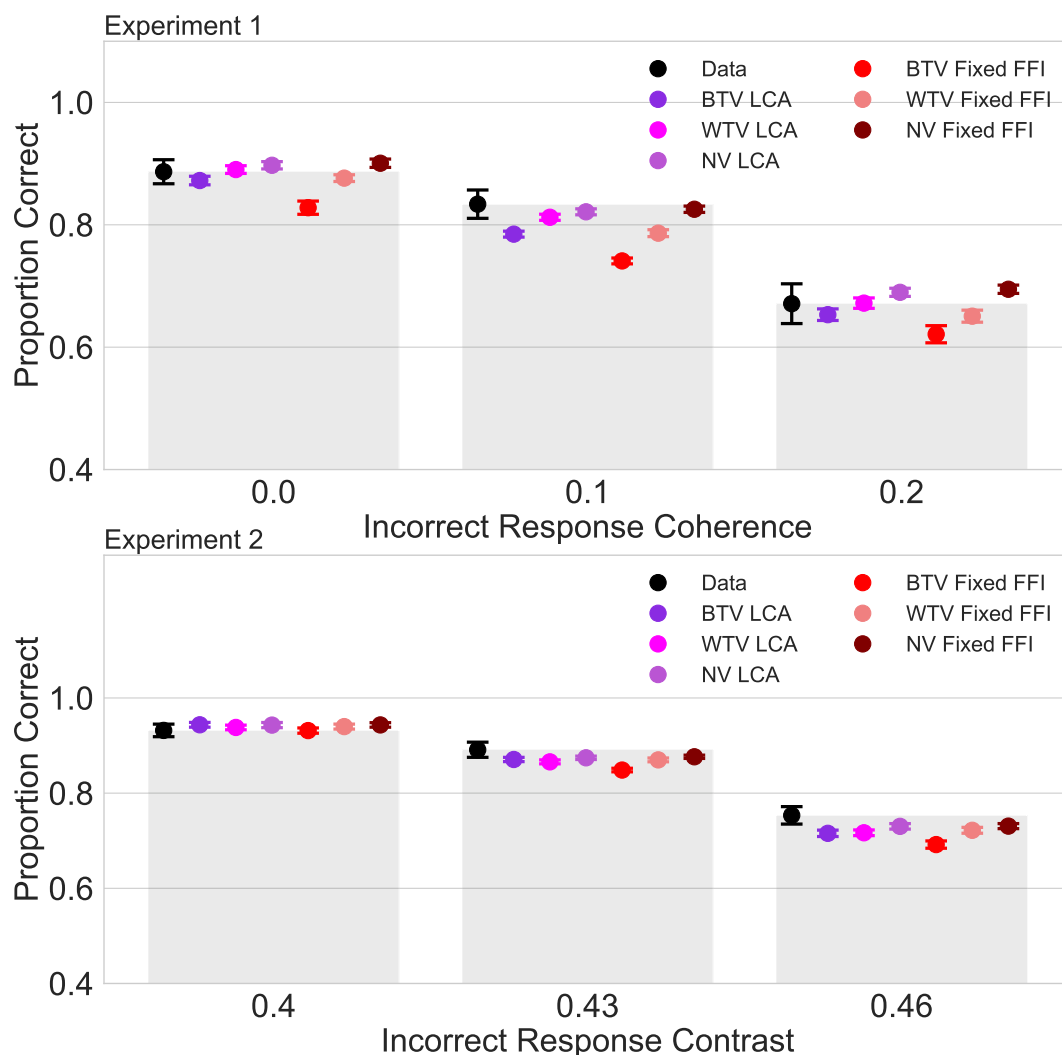 Experiment 1
Data
BTV LCA
WTV LCA
NV LCA
BTV Fixed FFI
WTV Fixed FFI
NV Fixed FFI
Proportion Correct
1.0
0.8
0.6
0.4
0.0 0.1 0.2
Incorrect Response Coherence
Experiment 2
Data
BTV LCA
WTV LCA
NV LCA
BTV Fixed FFI
WTV Fixed FFI
NV Fixed FFI
Proportion Correct
1.0
0.8
0.6
0.4
0.4 0.43 0.46
Incorrect Response Contrast